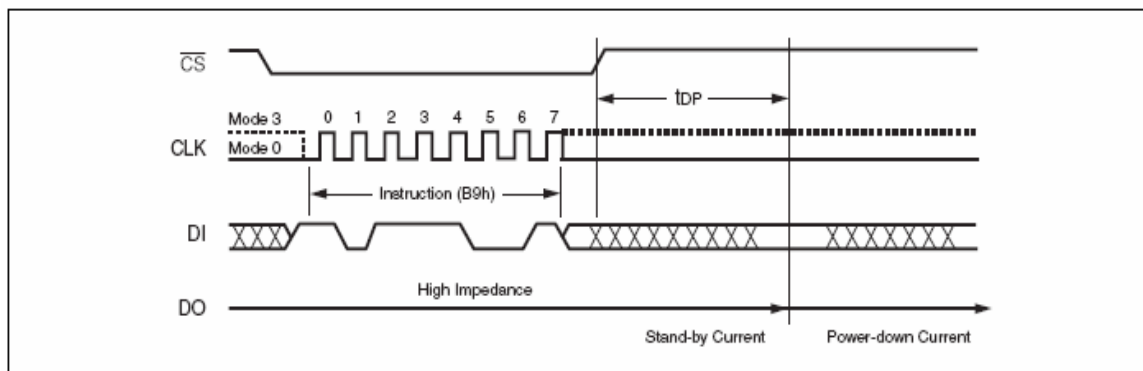 CS
tDP
Mode 3
0 1 2 3 4 5 6 7
CLK
Mode 0
Instruction (B9h)
DI
High Impedance
DO
Stand-by Current
Power-down Current